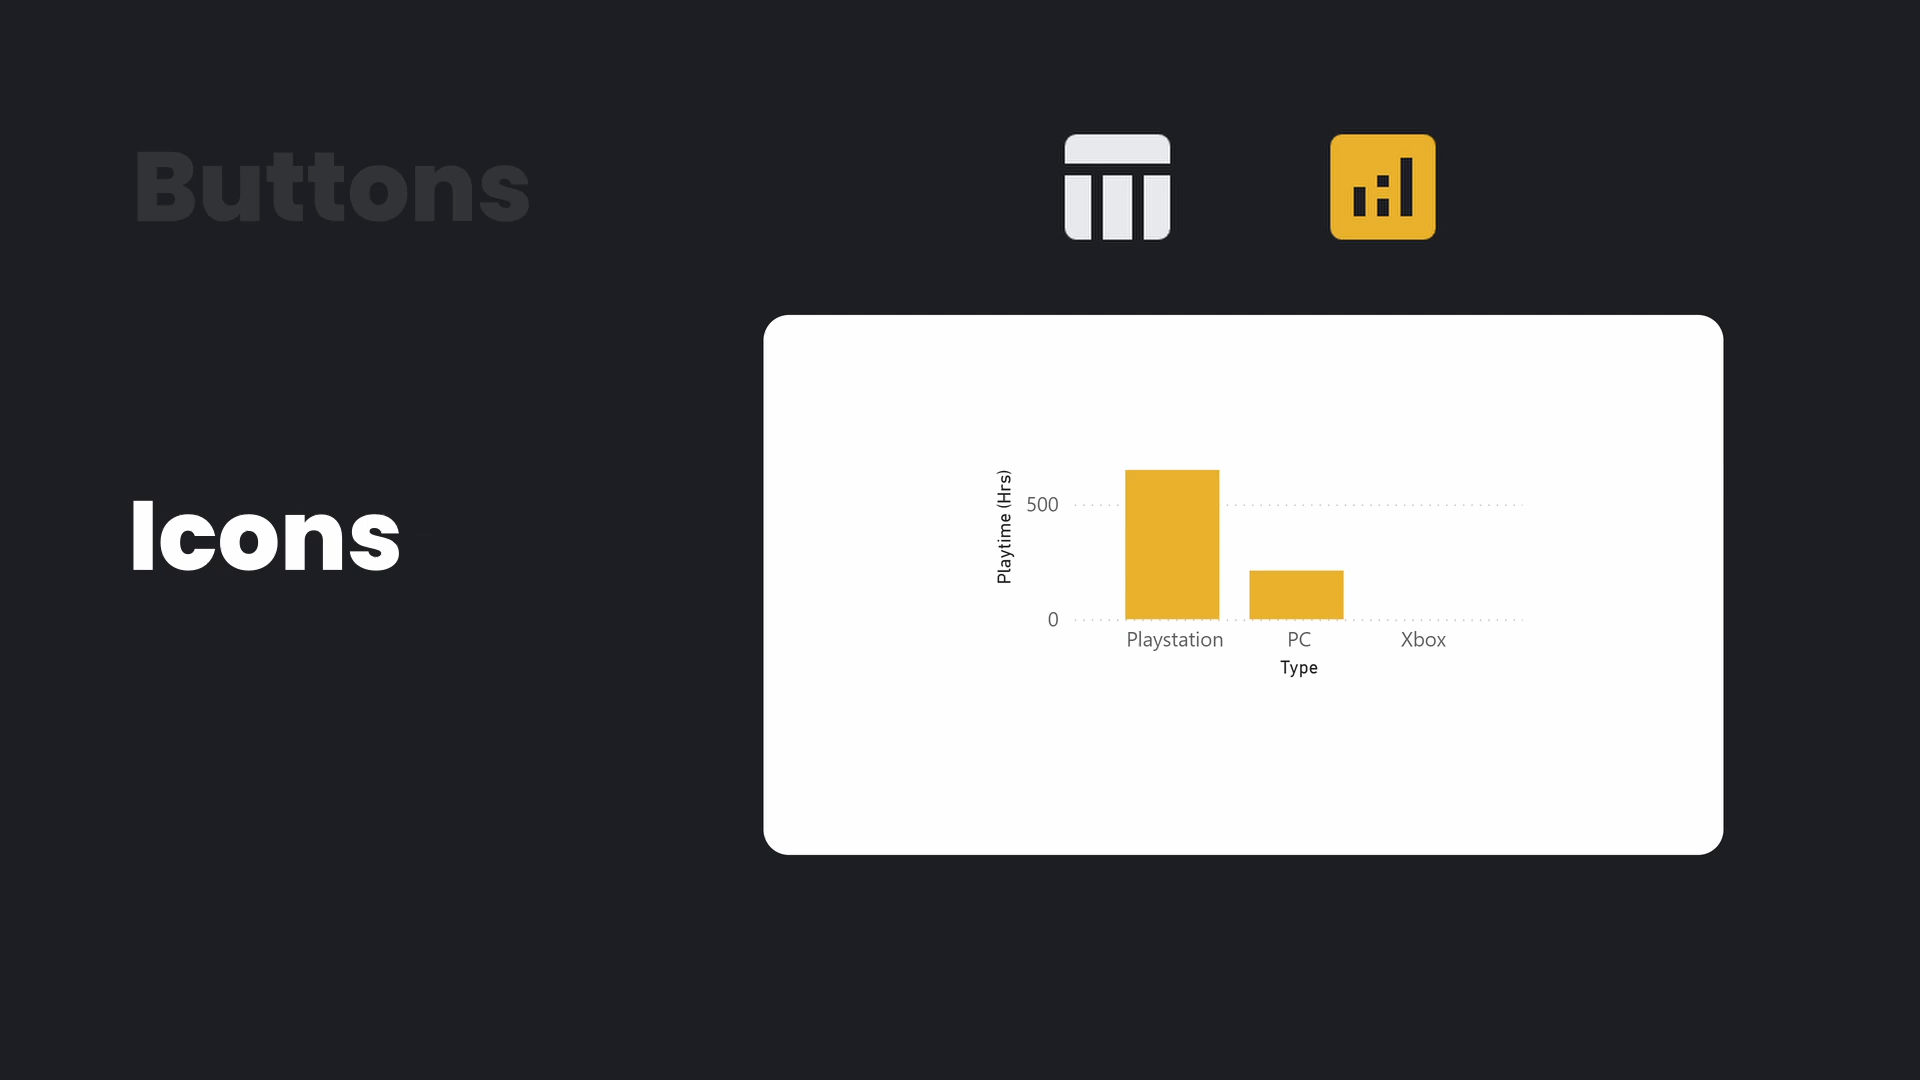 Buttons
Icons
Playtime (Hrs)
500
0
Playstation PC Xbox
Type